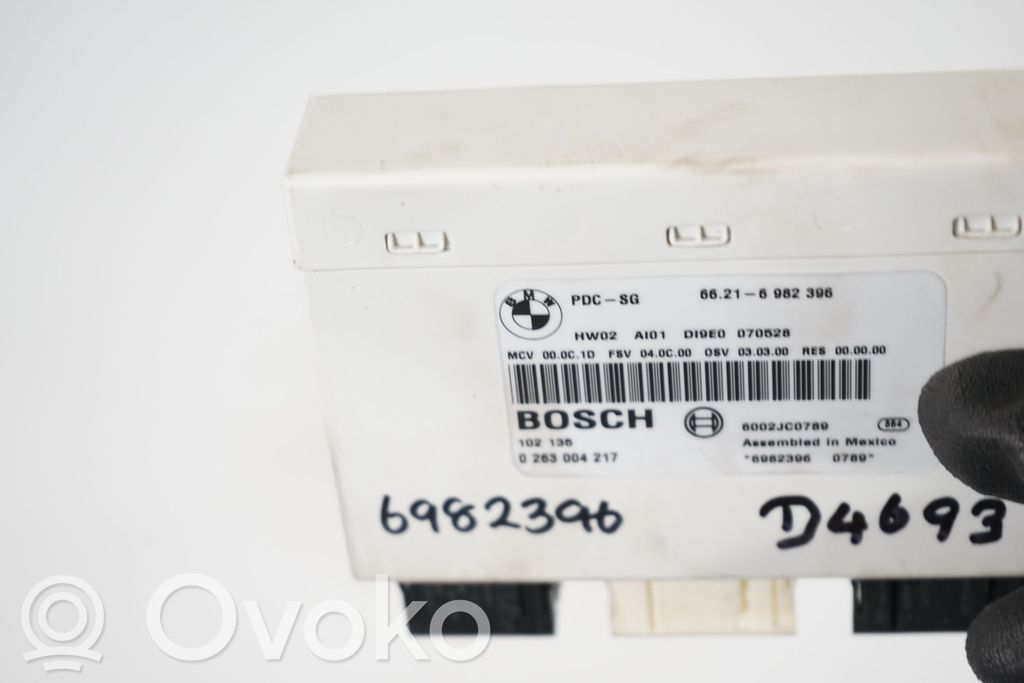 BMW PDC-SG 66.21-6 982 396
HW02 AI01 DI9E0 070528
MCV 00.0C.1D FSV 04.0C.00 OSV 03.03.00 RES 00.00.00
BOSCH 6002JC0789 884
102 136 Assembled in Mexico
0 263 004 217 *6982396 0789*
6982396 D4693
Ovoko